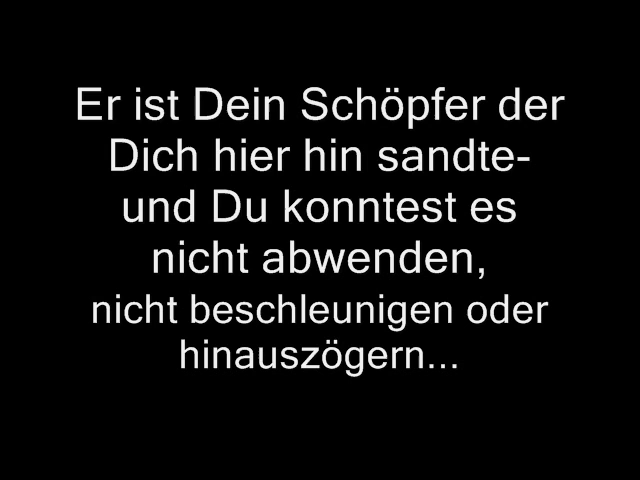 Er ist Dein Schöpfer der
Dich hier hin sandte-
und Du konntest es
nicht abwenden,
nicht beschleunigen oder
hinauszögern...